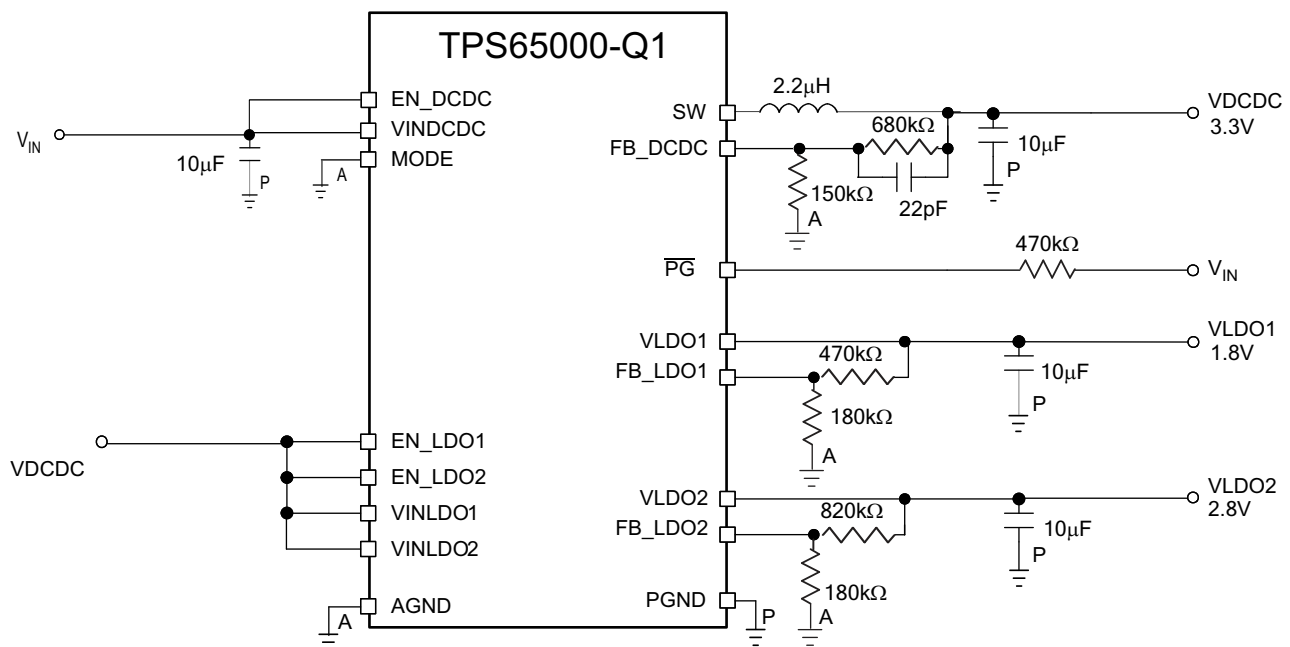 TPS65000-Q1
EN_DCDC
VINDCDC
MODE
V_IN
10μF
P
A
SW
2.2μH
VDCDC
3.3V
FB_DCDC
680kΩ
10μF
P
150kΩ
22pF
A
PG
470kΩ
V_IN
VLDO1
VLDO1
1.8V
FB_LDO1
470kΩ
10μF
P
180kΩ
A
EN_LDO1
VDCDC
EN_LDO2
VINLDO1
VINLDO2
VLDO2
VLDO2
2.8V
FB_LDO2
820kΩ
10μF
P
180kΩ
A
AGND
A
PGND
P